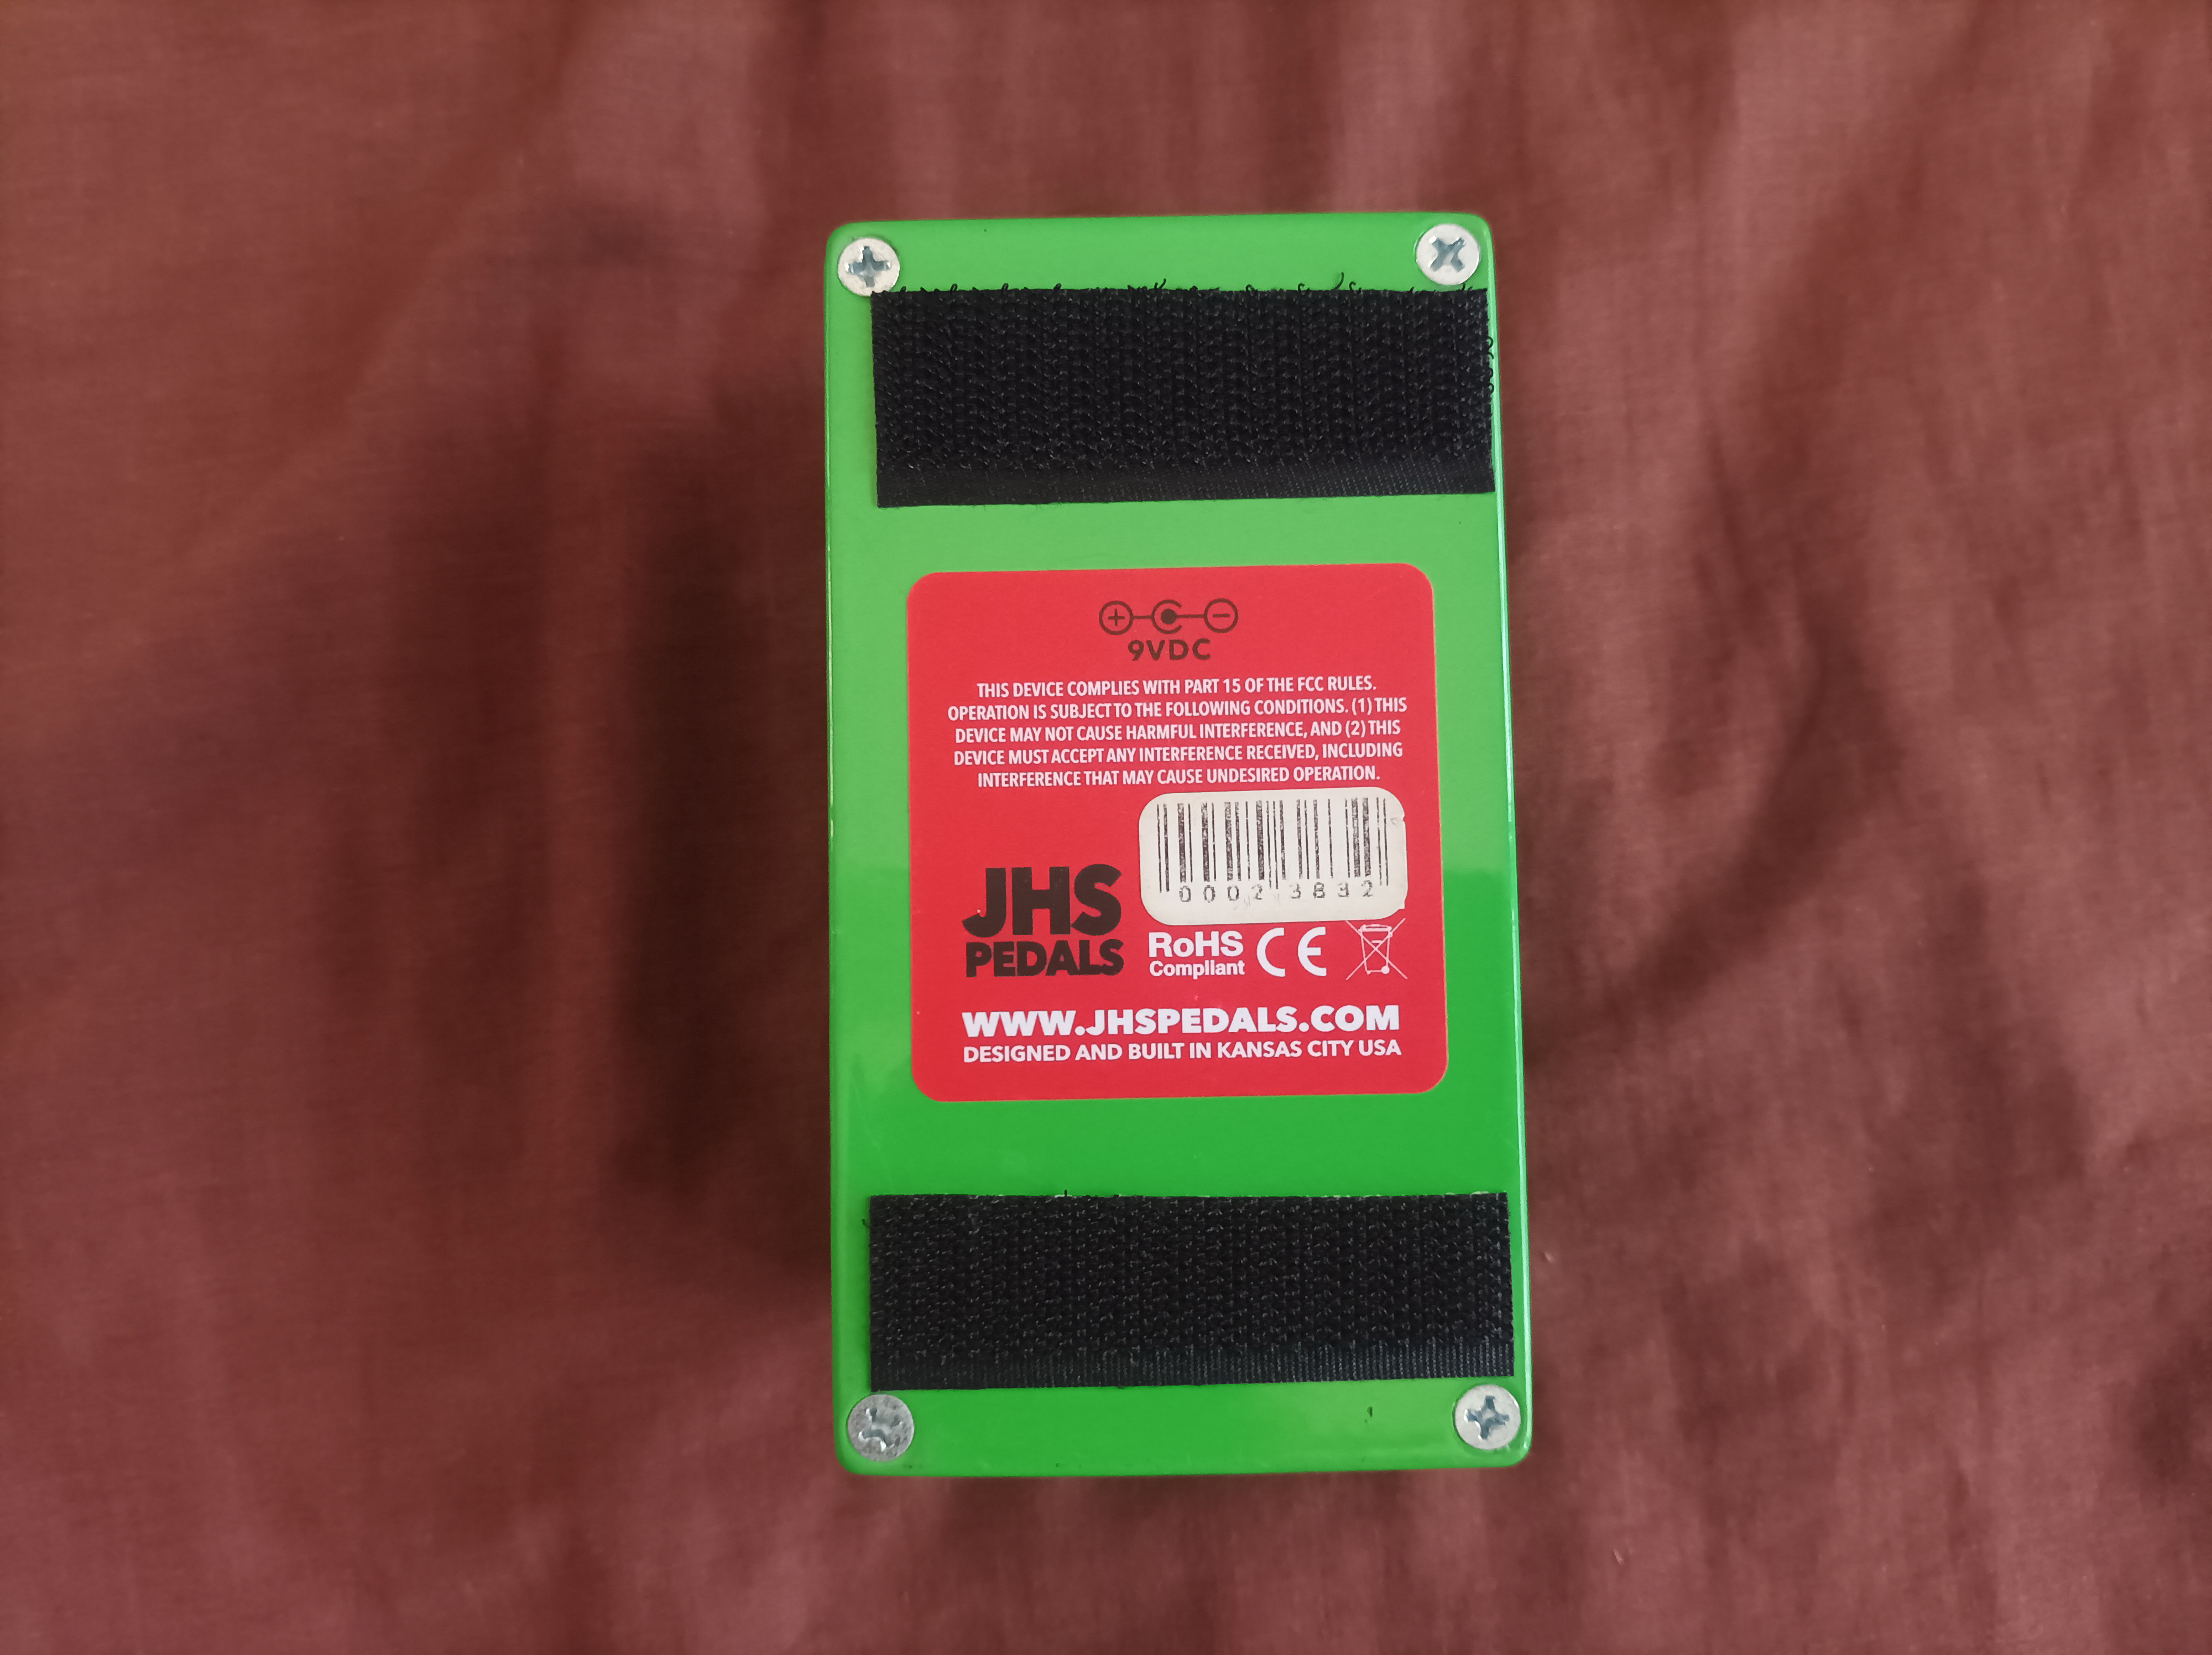 9VDC
THIS DEVICE COMPLIES WITH PART 15 OF THE FCC RULES.
OPERATION IS SUBJECT TO THE FOLLOWING CONDITIONS. (1) THIS
DEVICE MAY NOT CAUSE HARMFUL INTERFERENCE, AND (2) THIS
DEVICE MUST ACCEPT ANY INTERFERENCE RECEIVED, INCLUDING
INTERFERENCE THAT MAY CAUSE UNDESIRED OPERATION.
00023832
JHS
PEDALS
RoHS
Compliant
CE
WWW.JHSPEDALS.COM
DESIGNED AND BUILT IN KANSAS CITY USA